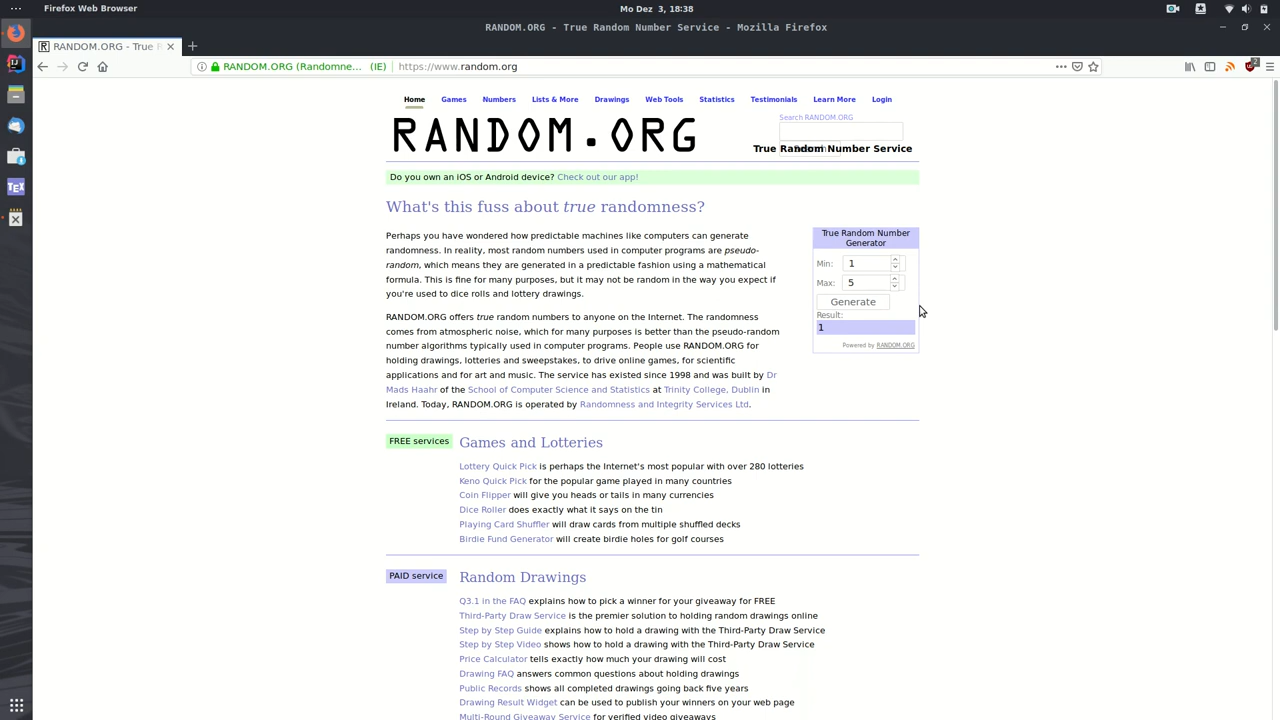 Firefox Web Browser
Mo Dez 3, 18:38
RANDOM.ORG - True Random Number Service - Mozilla Firefox
RANDOM.ORG - True R
RANDOM.ORG (Randomne… (IE)
https://www.random.org
2
TEX
Home Games Numbers Lists & More Drawings Web Tools Statistics Testimonials Learn More Login
Search RANDOM.ORG
RANDOM.ORG
True Random Number Service
Do you own an iOS or Android device? Check out our app!
What's this fuss about true randomness?
Perhaps you have wondered how predictable machines like computers can generate
randomness. In reality, most random numbers used in computer programs are pseudo-
random, which means they are generated in a predictable fashion using a mathematical
formula. This is fine for many purposes, but it may not be random in the way you expect if
you're used to dice rolls and lottery drawings.
RANDOM.ORG offers true random numbers to anyone on the Internet. The randomness
comes from atmospheric noise, which for many purposes is better than the pseudo-random
number algorithms typically used in computer programs. People use RANDOM.ORG for
holding drawings, lotteries and sweepstakes, to drive online games, for scientific
applications and for art and music. The service has existed since 1998 and was built by Dr
Mads Haahr of the School of Computer Science and Statistics at Trinity College, Dublin in
Ireland. Today, RANDOM.ORG is operated by Randomness and Integrity Services Ltd.
True Random Number
Generator
Min: 1
Max: 5
Generate
Result:
1
Powered by RANDOM.ORG
FREE services
Games and Lotteries
Lottery Quick Pick is perhaps the Internet's most popular with over 280 lotteries
Keno Quick Pick for the popular game played in many countries
Coin Flipper will give you heads or tails in many currencies
Dice Roller does exactly what it says on the tin
Playing Card Shuffler will draw cards from multiple shuffled decks
Birdie Fund Generator will create birdie holes for golf courses
PAID service
Random Drawings
Q3.1 in the FAQ explains how to pick a winner for your giveaway for FREE
Third-Party Draw Service is the premier solution to holding random drawings online
Step by Step Guide explains how to hold a drawing with the Third-Party Draw Service
Step by Step Video shows how to hold a drawing with the Third-Party Draw Service
Price Calculator tells exactly how much your drawing will cost
Drawing FAQ answers common questions about holding drawings
Public Records shows all completed drawings going back five years
Drawing Result Widget can be used to publish your winners on your web page
Multi-Round Giveaway Service for verified video giveaways